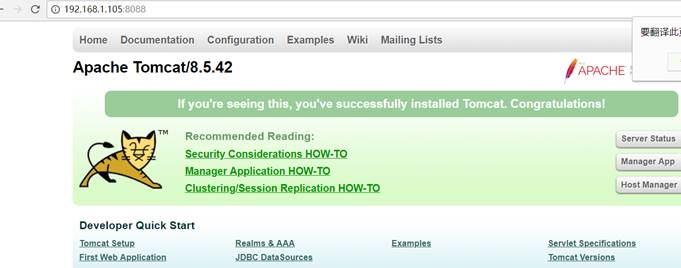 192.168.1.105:8088
要翻译此
Home Documentation Configuration Examples Wiki Mailing Lists
Apache Tomcat/8.5.42
APACHE
If you're seeing this, you've successfully installed Tomcat. Congratulations!
TM
Recommended Reading:
Security Considerations HOW-TO
Manager Application HOW-TO
Clustering/Session Replication HOW-TO
Server Status
Manager App
Host Manager
Developer Quick Start
Tomcat Setup Realms & AAA Examples Servlet Specifications
First Web Application JDBC DataSources Tomcat Versions